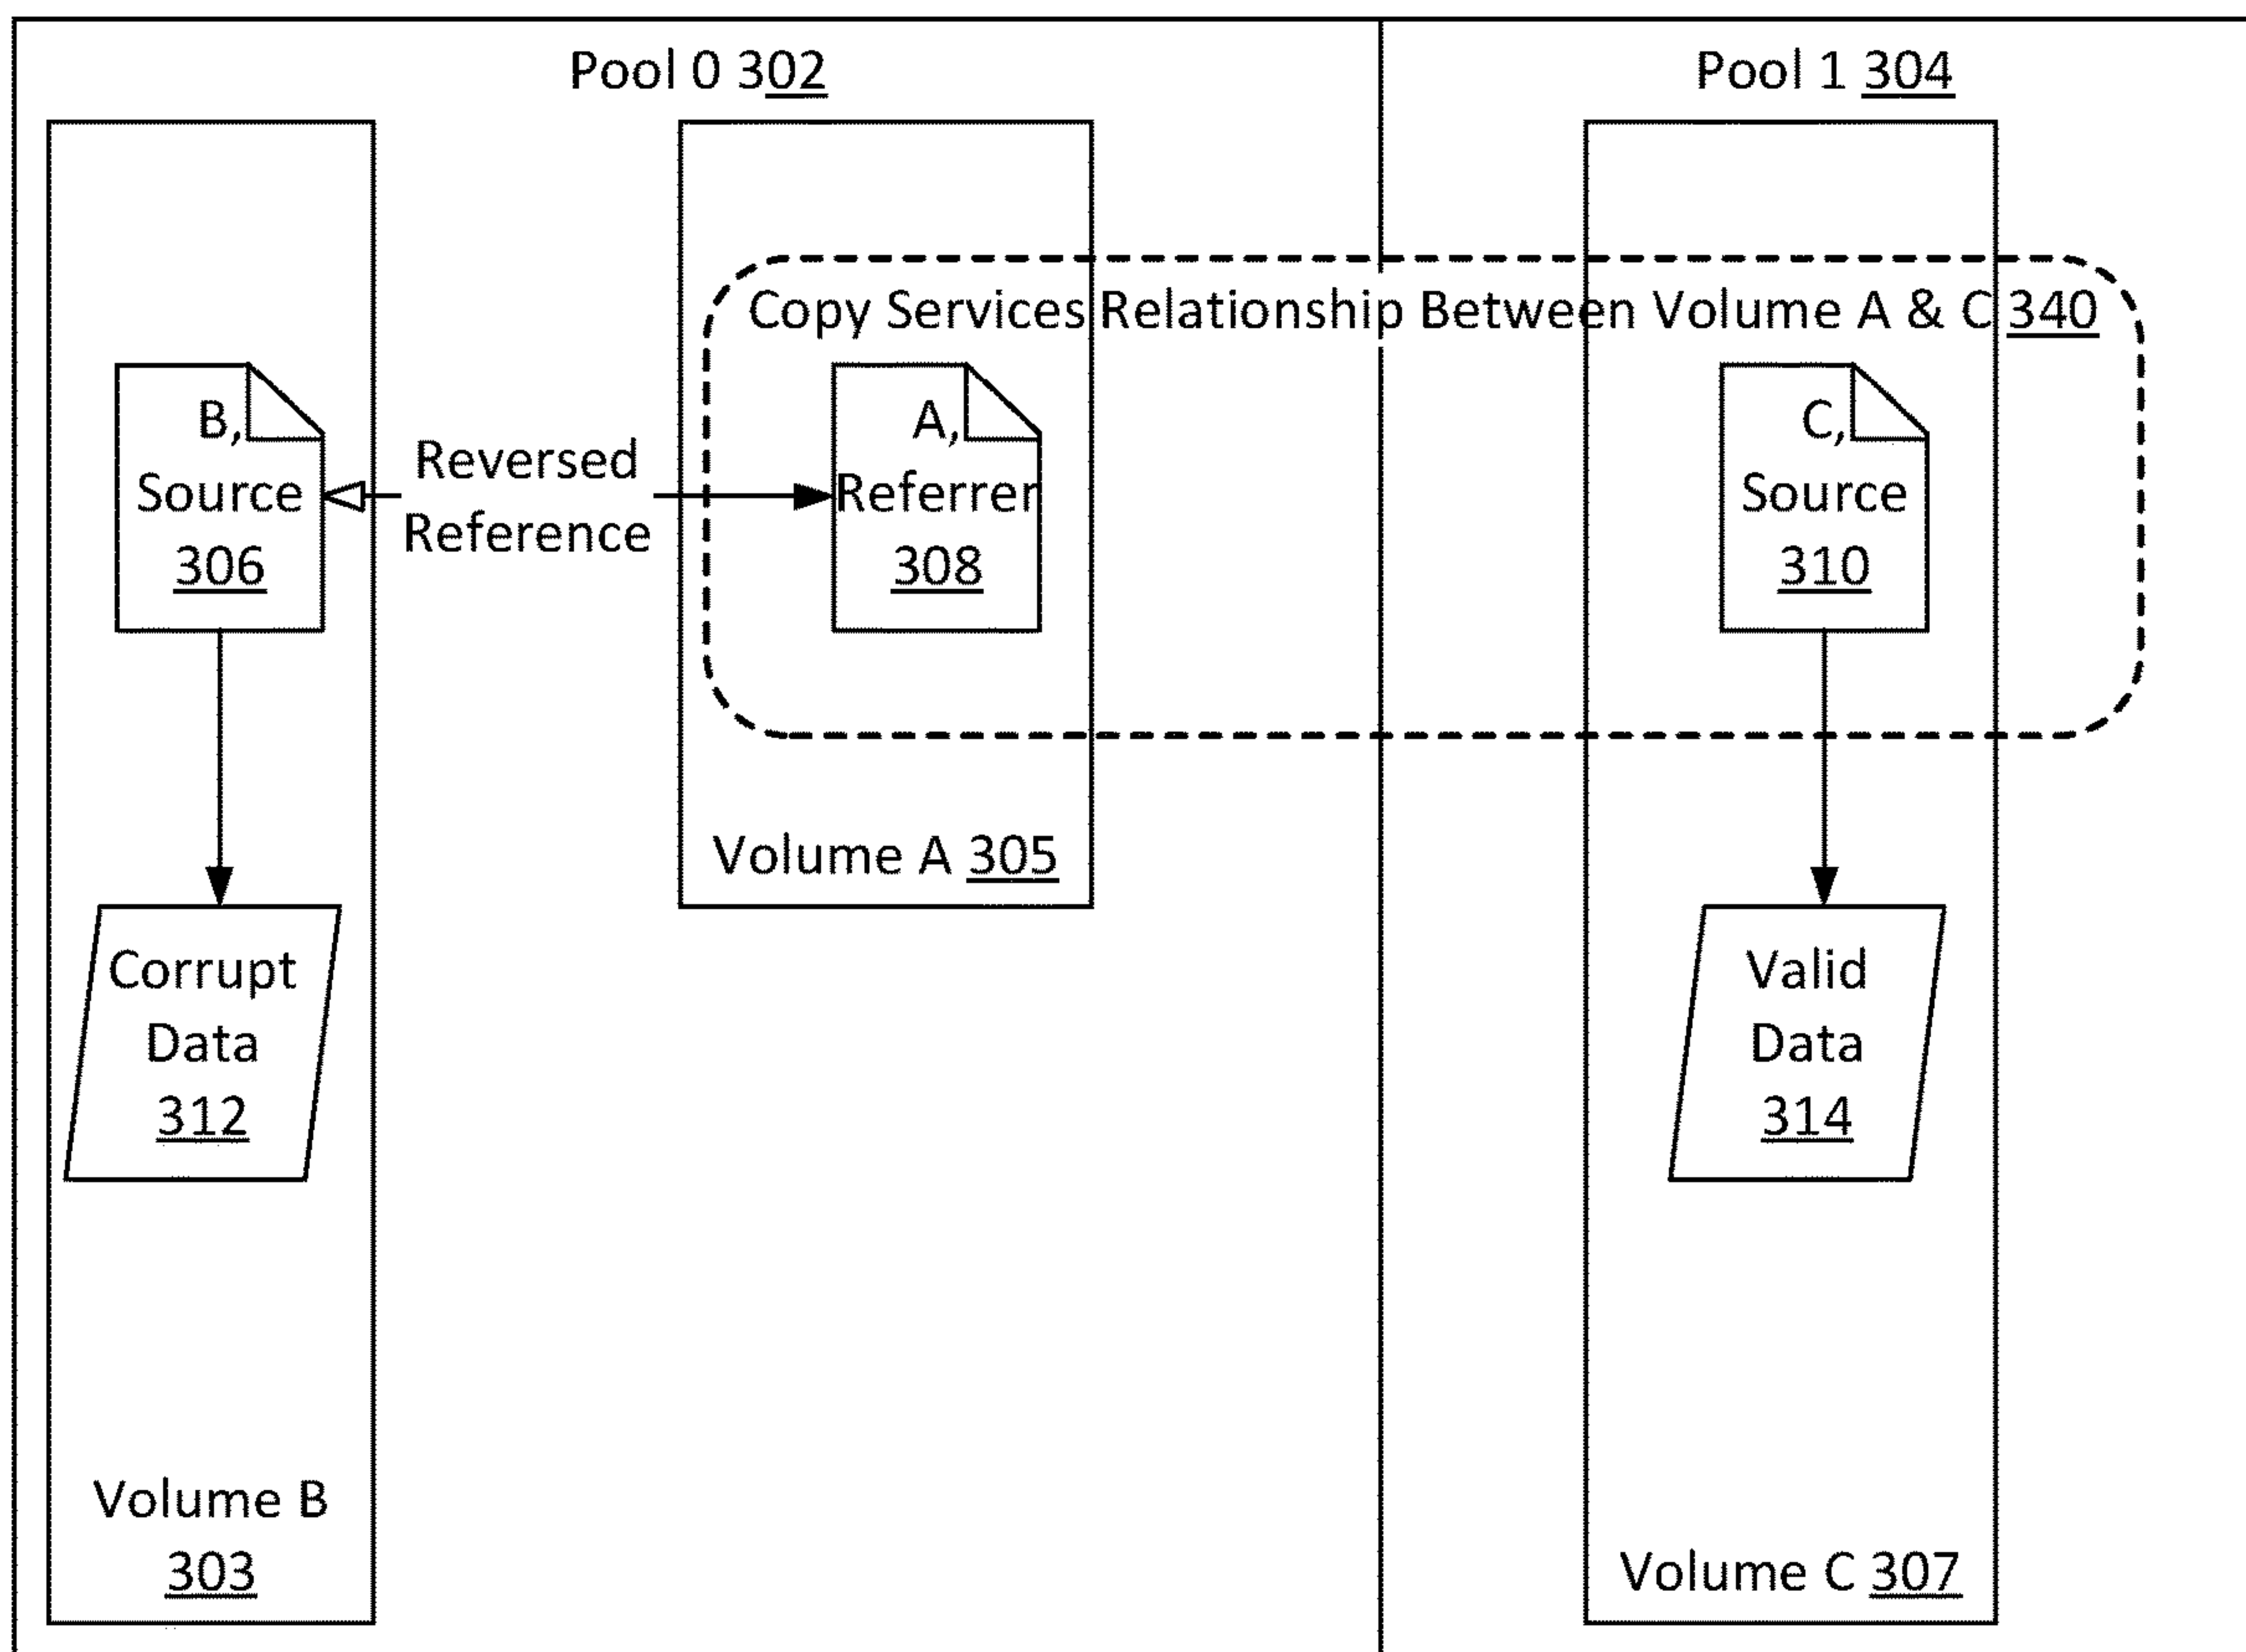 Pool 0 302
Pool 1 304
Copy Services Relationship Between Volume A & C 340
B,
Source
306
Reversed
Reference
A,
Referrer
308
C,
Source
310
Volume A 305
Corrupt
Data
312
Valid
Data
314
Volume B
303
Volume C 307